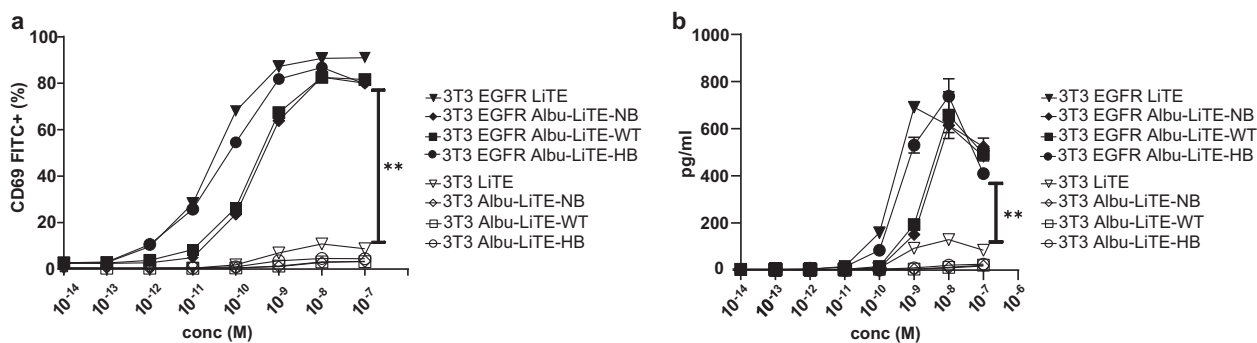 a
CD69 FITC+ (%)
100
80
60
40
20
0
10-14
10-13
10-12
10-11
10-10
10-9
10-8
10-7
conc (M)
**
3T3 EGFR LiTE
3T3 EGFR Albu-LiTE-NB
3T3 EGFR Albu-LiTE-WT
3T3 EGFR Albu-LiTE-HB
3T3 LiTE
3T3 Albu-LiTE-NB
3T3 Albu-LiTE-WT
3T3 Albu-LiTE-HB
b
pg/ml
1000
800
600
400
200
0
10-14
10-13
10-12
10-11
10-10
10-9
10-8
10-7
10-6
conc (M)
**
3T3 EGFR LiTE
3T3 EGFR Albu-LiTE-NB
3T3 EGFR Albu-LiTE-WT
3T3 EGFR Albu-LiTE-HB
3T3 LiTE
3T3 Albu-LiTE-NB
3T3 Albu-LiTE-WT
3T3 Albu-LiTE-HB